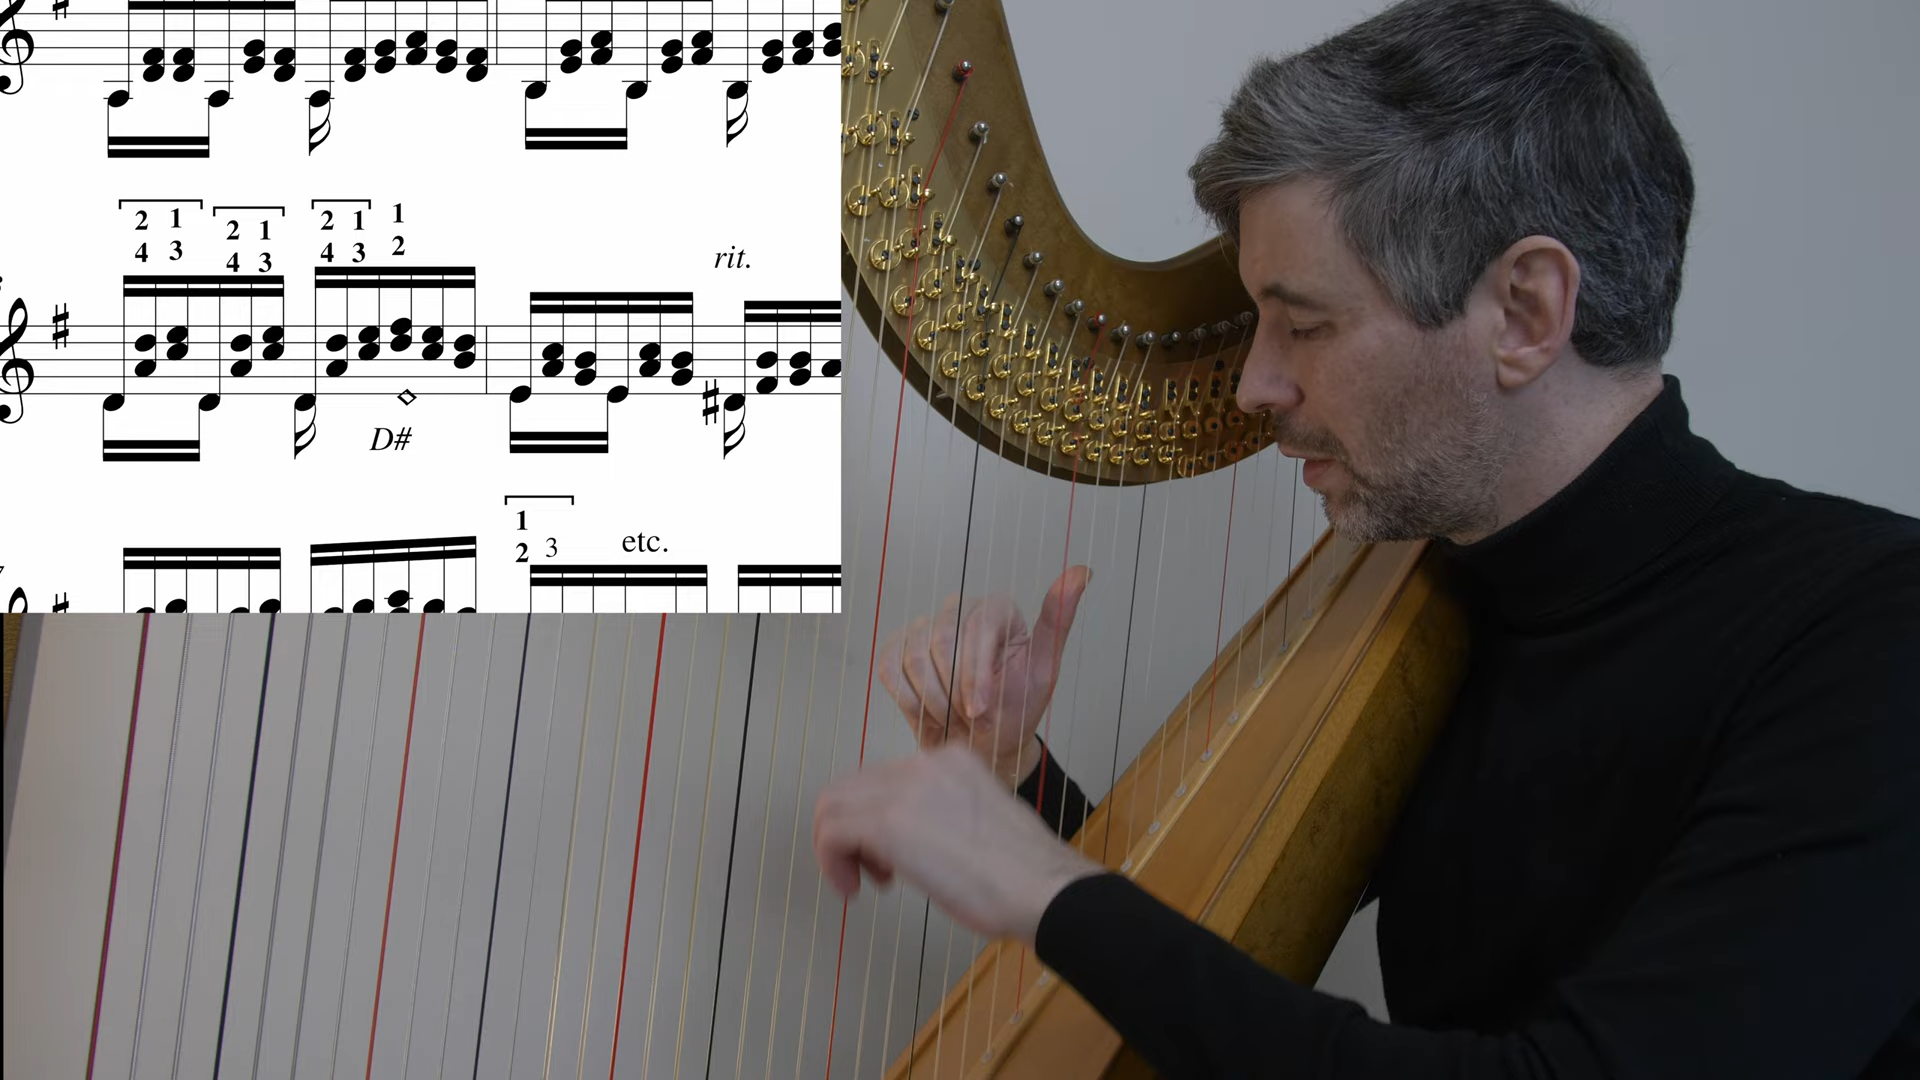 2 1 2 1 2 1 1
4 3 4 3 4 3 2
rit.
D#
1
2 3 etc.